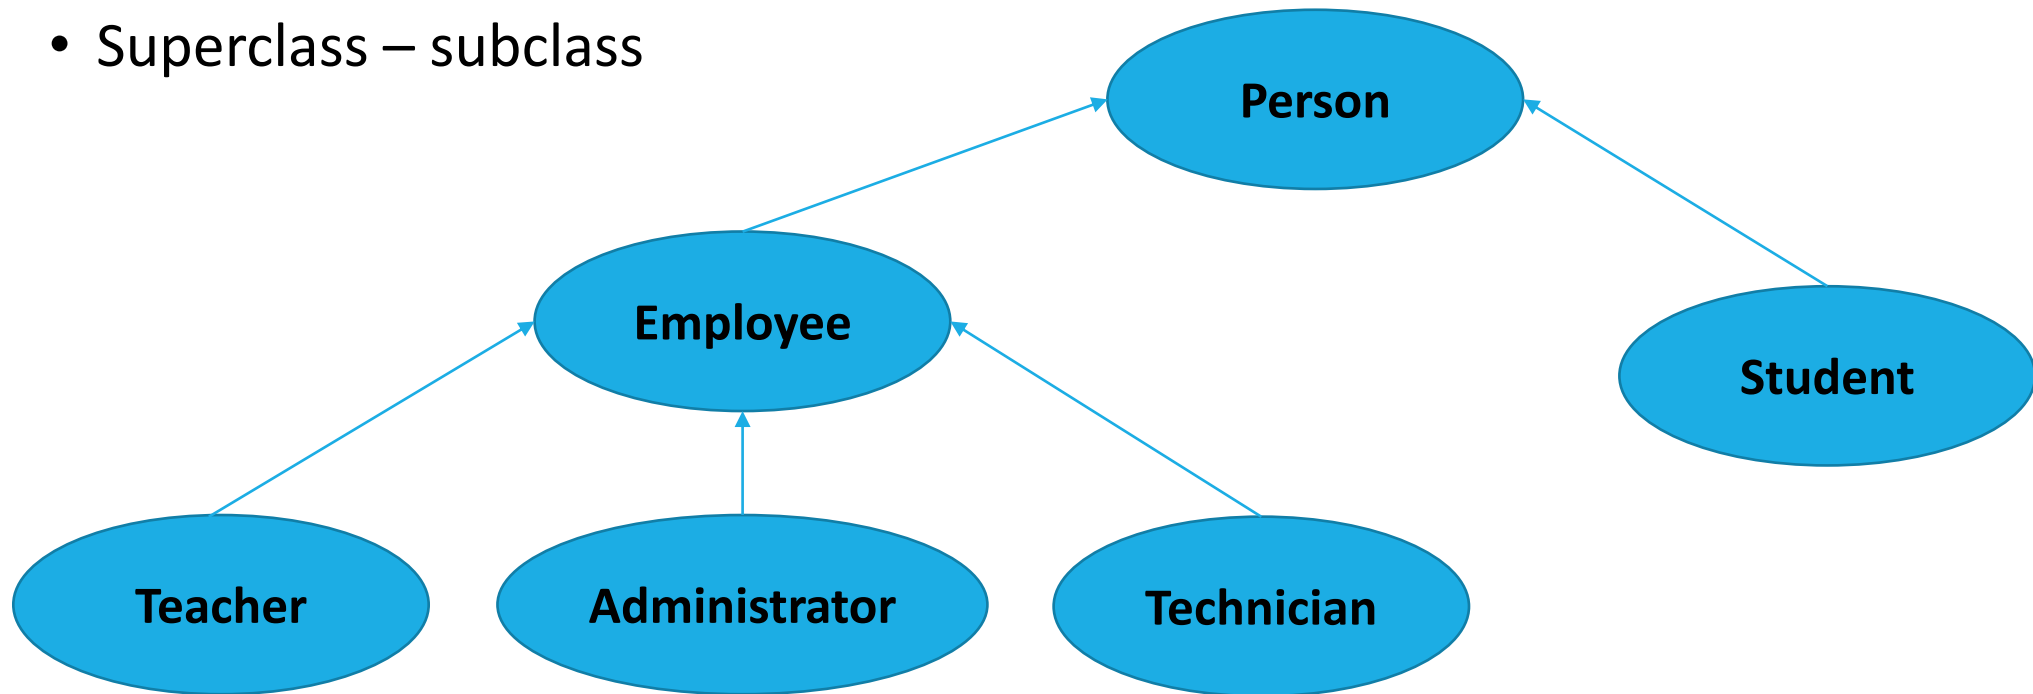 • Superclass – subclass
Person
Employee
Student
Teacher
Administrator
Technician